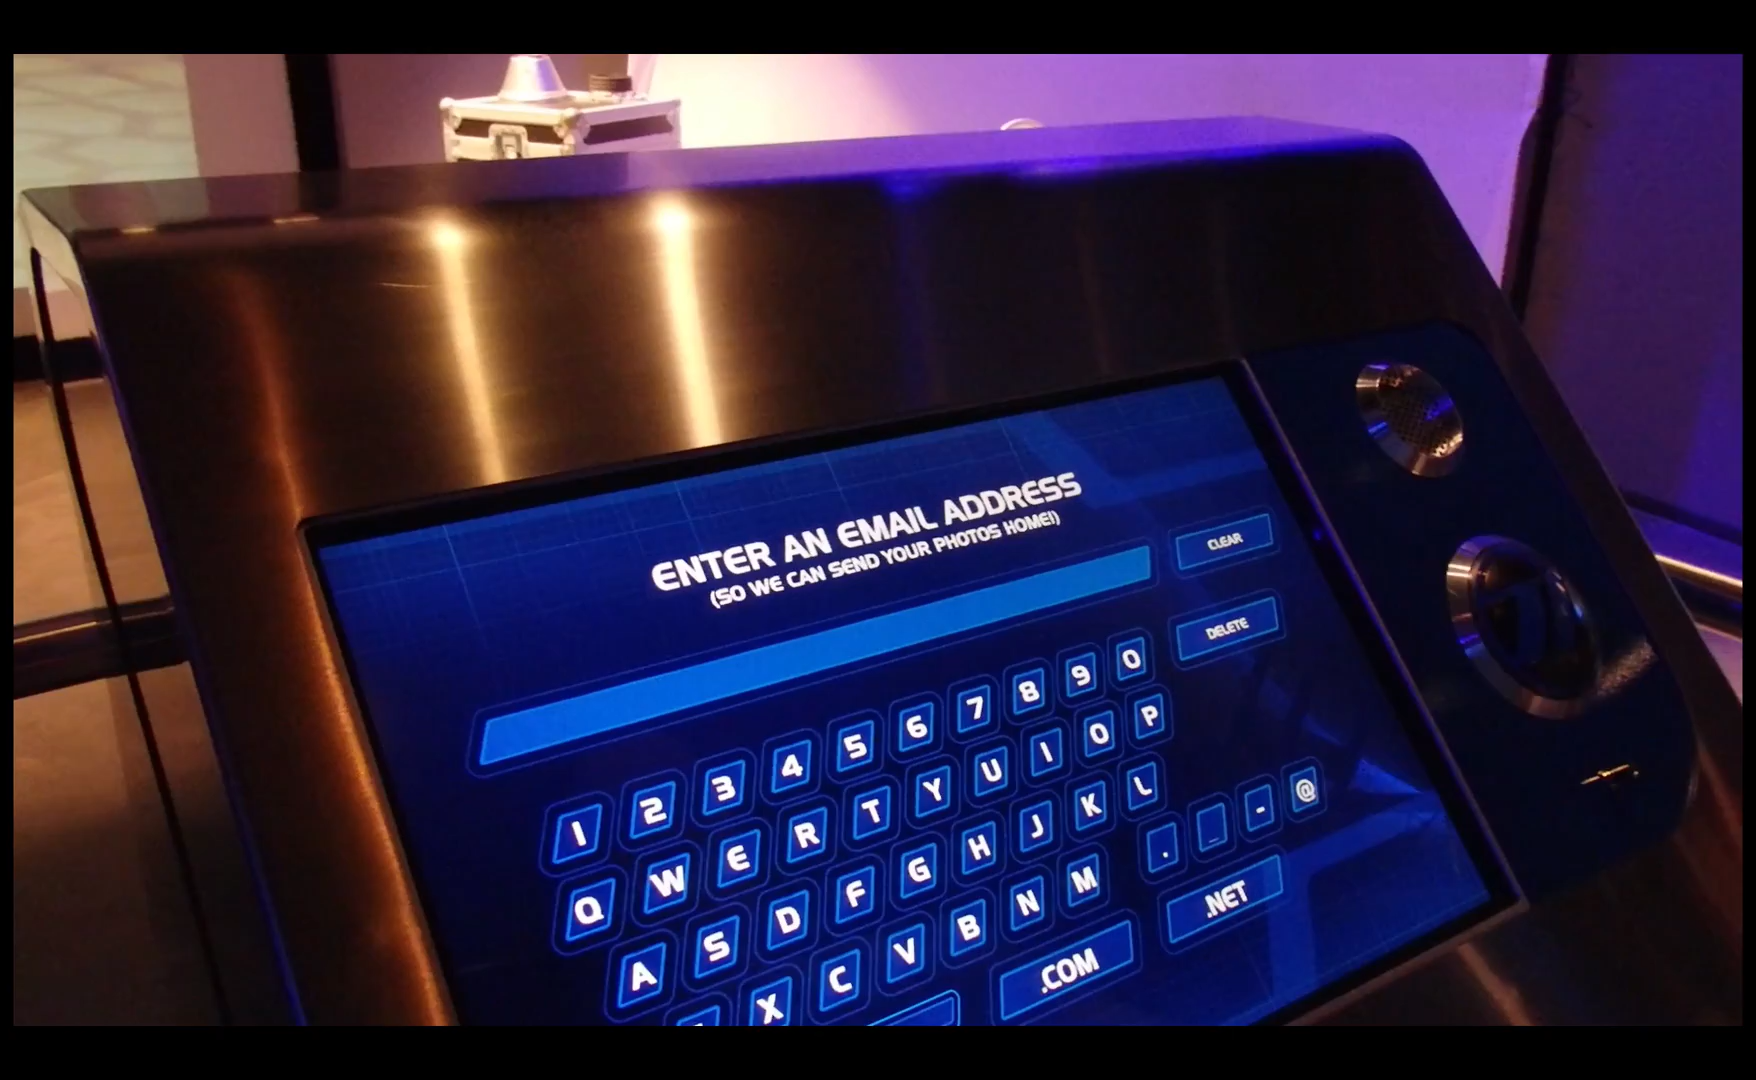 ENTER AN EMAIL ADDRESS
(SO WE CAN SEND YOUR PHOTOS HOME!)
CLEAR
DELETE
1 2 3 4 5 6 7 8 9 0
Q W E R T Y U I O P
A S D F G H J K L
X C V B N M . _ - @
.COM .NET